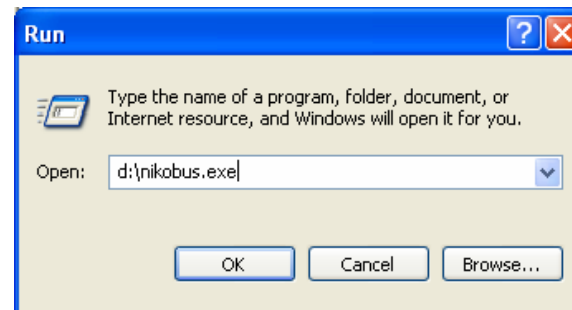 Run
Type the name of a program, folder, document, or
Internet resource, and Windows will open it for you.
Open: d:\nikobus.exe
OK Cancel Browse...